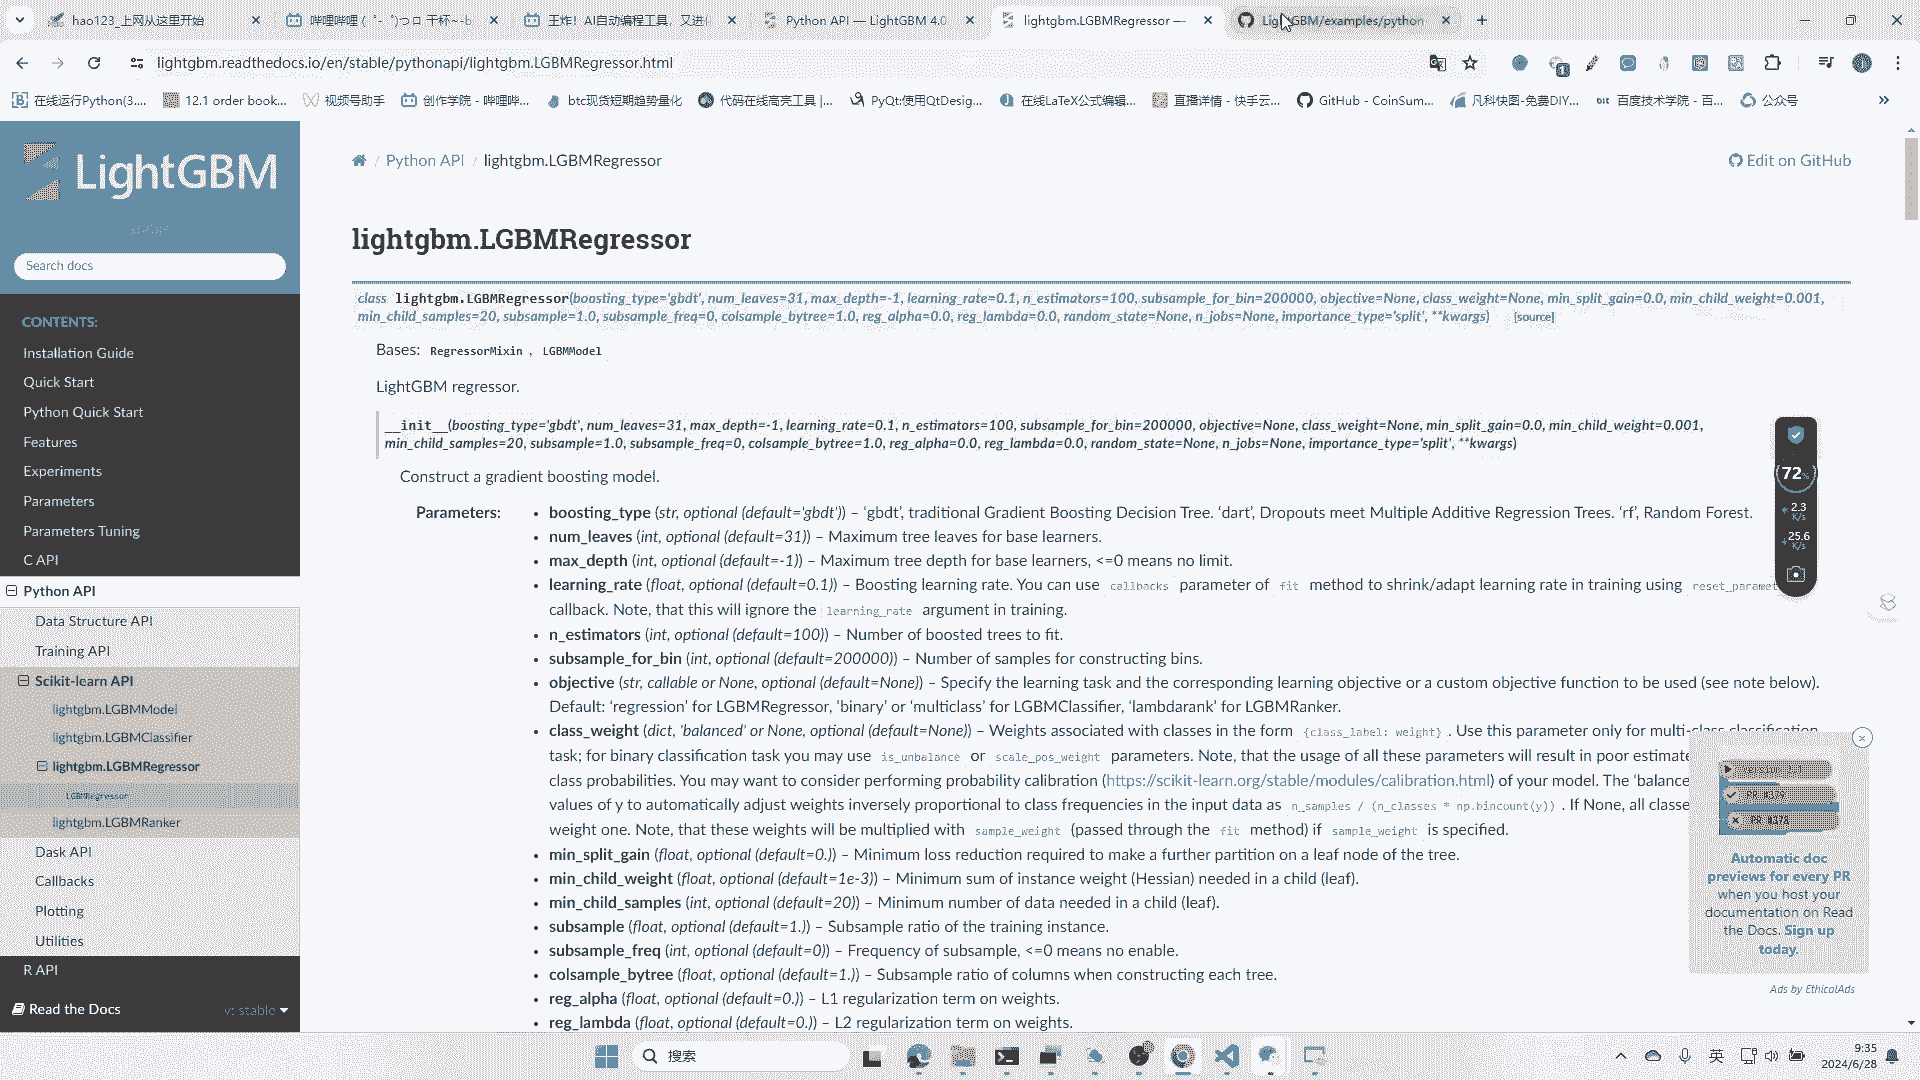 hao123_上网从这里开始
哔哩哔哩 (゜-゜)つロ 干杯~-b
王炸！AI自动编程工具，又进化
Python API — LightGBM 4.0
lightgbm.LGBMRegressor —
LightGBM/examples/python
lightgbm.readthedocs.io/en/stable/pythonapi/lightgbm.LGBMRegressor.html
在线运行Python(3....
12.1 order book...
视频号助手
创作学院 - 哔哩哔...
btc现货短期趋势量化
代码在线高亮工具 |...
PyQt:使用QtDesig...
在线LaTeX公式编辑...
直播详情 - 快手云...
GitHub - CoinSum...
凡科快图-免费DIY...
百度技术学院 - 百...
公众号
LightGBM
Search docs
CONTENTS:
Installation Guide
Quick Start
Python Quick Start
Features
Experiments
Parameters
Parameters Tuning
C API
Python API
Data Structure API
Training API
Scikit-learn API
lightgbm.LGBMModel
lightgbm.LGBMClassifier
lightgbm.LGBMRegressor
LGBMRegressor
lightgbm.LGBMRanker
Dask API
Callbacks
Plotting
Utilities
R API
Read the Docs
v: stable
/ Python API / lightgbm.LGBMRegressor
Edit on GitHub
lightgbm.LGBMRegressor
class lightgbm.LGBMRegressor(boosting_type='gbdt', num_leaves=31, max_depth=-1, learning_rate=0.1, n_estimators=100, subsample_for_bin=200000, objective=None, class_weight=None, min_split_gain=0.0, min_child_weight=0.001,
min_child_samples=20, subsample=1.0, subsample_freq=0, colsample_bytree=1.0, reg_alpha=0.0, reg_lambda=0.0, random_state=None, n_jobs=None, importance_type='split', **kwargs) [source]
Bases: RegressorMixin , LGBMModel
LightGBM regressor.
__init__(boosting_type='gbdt', num_leaves=31, max_depth=-1, learning_rate=0.1, n_estimators=100, subsample_for_bin=200000, objective=None, class_weight=None, min_split_gain=0.0, min_child_weight=0.001,
min_child_samples=20, subsample=1.0, subsample_freq=0, colsample_bytree=1.0, reg_alpha=0.0, reg_lambda=0.0, random_state=None, n_jobs=None, importance_type='split', **kwargs)
Construct a gradient boosting model.
Parameters:
• boosting_type (str, optional (default='gbdt')) – ‘gbdt’, traditional Gradient Boosting Decision Tree. ‘dart’, Dropouts meet Multiple Additive Regression Trees. ‘rf’, Random Forest.
• num_leaves (int, optional (default=31)) – Maximum tree leaves for base learners.
• max_depth (int, optional (default=-1)) – Maximum tree depth for base learners, <=0 means no limit.
• learning_rate (float, optional (default=0.1)) – Boosting learning rate. You can use callbacks parameter of fit method to shrink/adapt learning rate in training using reset_paramet
callback. Note, that this will ignore the learning_rate argument in training.
• n_estimators (int, optional (default=100)) – Number of boosted trees to fit.
• subsample_for_bin (int, optional (default=200000)) – Number of samples for constructing bins.
• objective (str, callable or None, optional (default=None)) – Specify the learning task and the corresponding learning objective or a custom objective function to be used (see note below).
Default: ‘regression’ for LGBMRegressor, ‘binary’ or ‘multiclass’ for LGBMClassifier, ‘lambdarank’ for LGBMRanker.
• class_weight (dict, 'balanced' or None, optional (default=None)) – Weights associated with classes in the form {class_label: weight} . Use this parameter only for multi-class classification
task; for binary classification task you may use is_unbalance or scale_pos_weight parameters. Note, that the usage of all these parameters will result in poor estimate
class probabilities. You may want to consider performing probability calibration (https://scikit-learn.org/stable/modules/calibration.html) of your model. The ‘balance
values of y to automatically adjust weights inversely proportional to class frequencies in the input data as n_samples / (n_classes * np.bincount(y)) . If None, all classe
weight one. Note, that these weights will be multiplied with sample_weight (passed through the fit method) if sample_weight is specified.
• min_split_gain (float, optional (default=0.)) – Minimum loss reduction required to make a further partition on a leaf node of the tree.
• min_child_weight (float, optional (default=1e-3)) – Minimum sum of instance weight (Hessian) needed in a child (leaf).
• min_child_samples (int, optional (default=20)) – Minimum number of data needed in a child (leaf).
• subsample (float, optional (default=1.)) – Subsample ratio of the training instance.
• subsample_freq (int, optional (default=0)) – Frequency of subsample, <=0 means no enable.
• colsample_bytree (float, optional (default=1.)) – Subsample ratio of columns when constructing each tree.
• reg_alpha (float, optional (default=0.)) – L1 regularization term on weights.
• reg_lambda (float, optional (default=0.)) – L2 regularization term on weights.
72%
2.3
K/s
25.6
K/s
PR #379
PR #378
Automatic doc
previews for every PR
when you host your
documentation on Read
the Docs. Sign up
today.
Ads by EthicalAds
搜索
英
9:35
2024/6/28